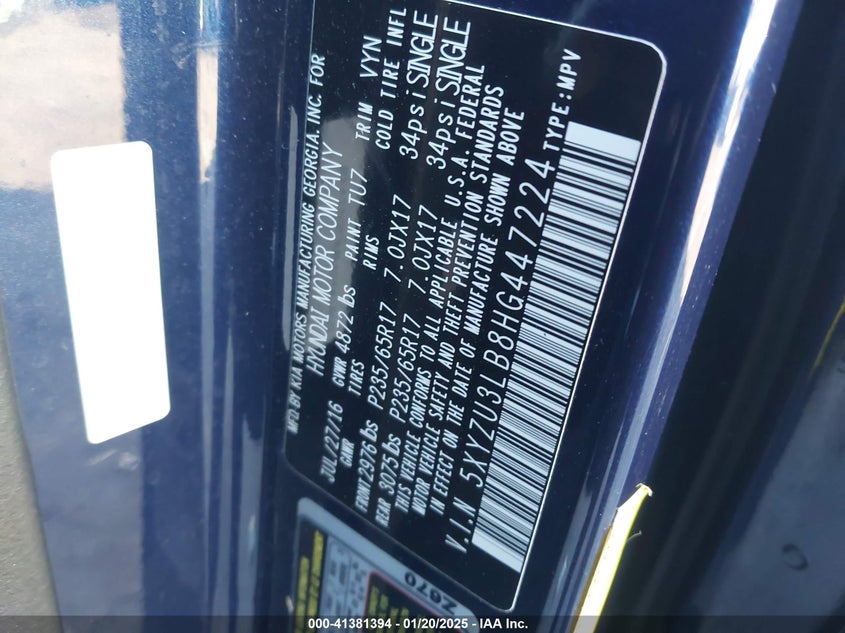 MFD BY KIA MOTORS MANUFACTURING GEORGIA, INC. FOR
HYUNDAI MOTOR COMPANY
JUL/27/16 GVWR 4872 lbs PAINT TU7 TRIM VYN
GAWR TIRES RIMS COLD TIRE INFL
FRONT 2976 lbs P235/65R17 7.0JX17 34psi SINGLE
REAR 3075 lbs P235/65R17 7.0JX17 34psi SINGLE
THIS VEHICLE CONFORMS TO ALL APPLICABLE U.S.A. FEDERAL
MOTOR VEHICLE SAFETY AND THEFT PREVENTION STANDARDS
IN EFFECT ON THE DATE OF MANUFACTURE SHOWN ABOVE
V.I.N 5XYZU3LB8HG447224 TYPE:MPV
Z670
000-41381394 - 01/20/2025 - IAA Inc.